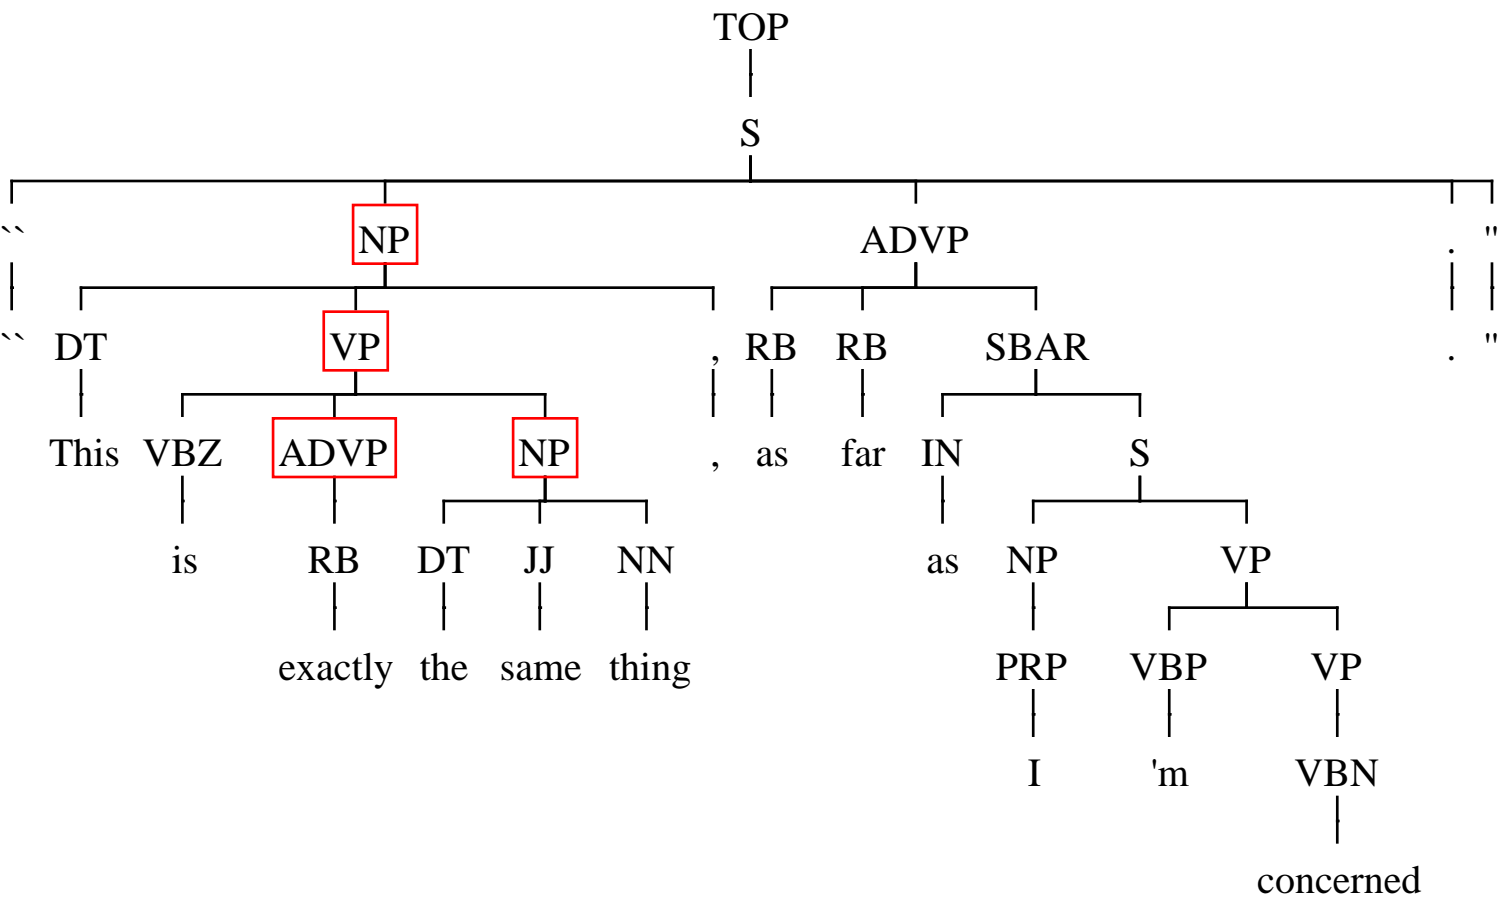 TOP
S
`` NP ADVP . "
`` DT VP , RB RB SBAR . "
This VBZ ADVP NP , as far IN S
is RB DT JJ NN as NP VP
exactly the same thing PRP VBP VP
I 'm VBN
concerned